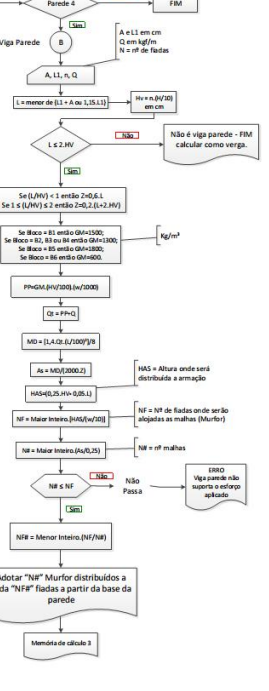 Parede 4
FIM
Sim
Viga Parede
B
A e L1 em cm
Q em kgf/m
N = nº de fiadas
A, L1, n, Q
L = menor de (L1 + A ou 1,15.L1)
Hv = n.(H/10)
em cm
L ≤ 2.HV
Não
Não é viga parede - FIM
calcular como verga.
Sim
Se (L/HV) < 1 então Z=0,6.L
Se 1 ≤ (L/HV) ≤ 2 então Z=0,2.(L+2.HV)
Se Bloco = B1 então GM=1500;
Se Bloco = B2, B3 ou B4 então GM=1300;
Se Bloco = B5 então GM=1800;
Se Bloco = B6 então GM=600.
Kg/m³
PP=GM.(HV/100).(w/1000)
Qt = PP+Q
MD = [1,4.Qt.(L/100)²]/8
As = MD/(2000.Z)
HAS = Altura onde será
distribuída a armação
HAS=(0,25.HV+0,05.L)
NF = Maior Inteiro.[HAS/(w/10)]
NF = Nº de fiadas onde serão
alojadas as malhas (Murfor)
N# = Maior Inteiro.(As/0,25)
N# = nº malhas
N# ≤ NF
Não
Não
Passa
ERRO
Viga parede não
suporta o esforço
aplicado
Sim
NF# = Menor Inteiro.(NF/N#)
Adotar “N#” Murfor distribuídos a
da “NF#” fiadas a partir da base da
parede
Memória de cálculo 3